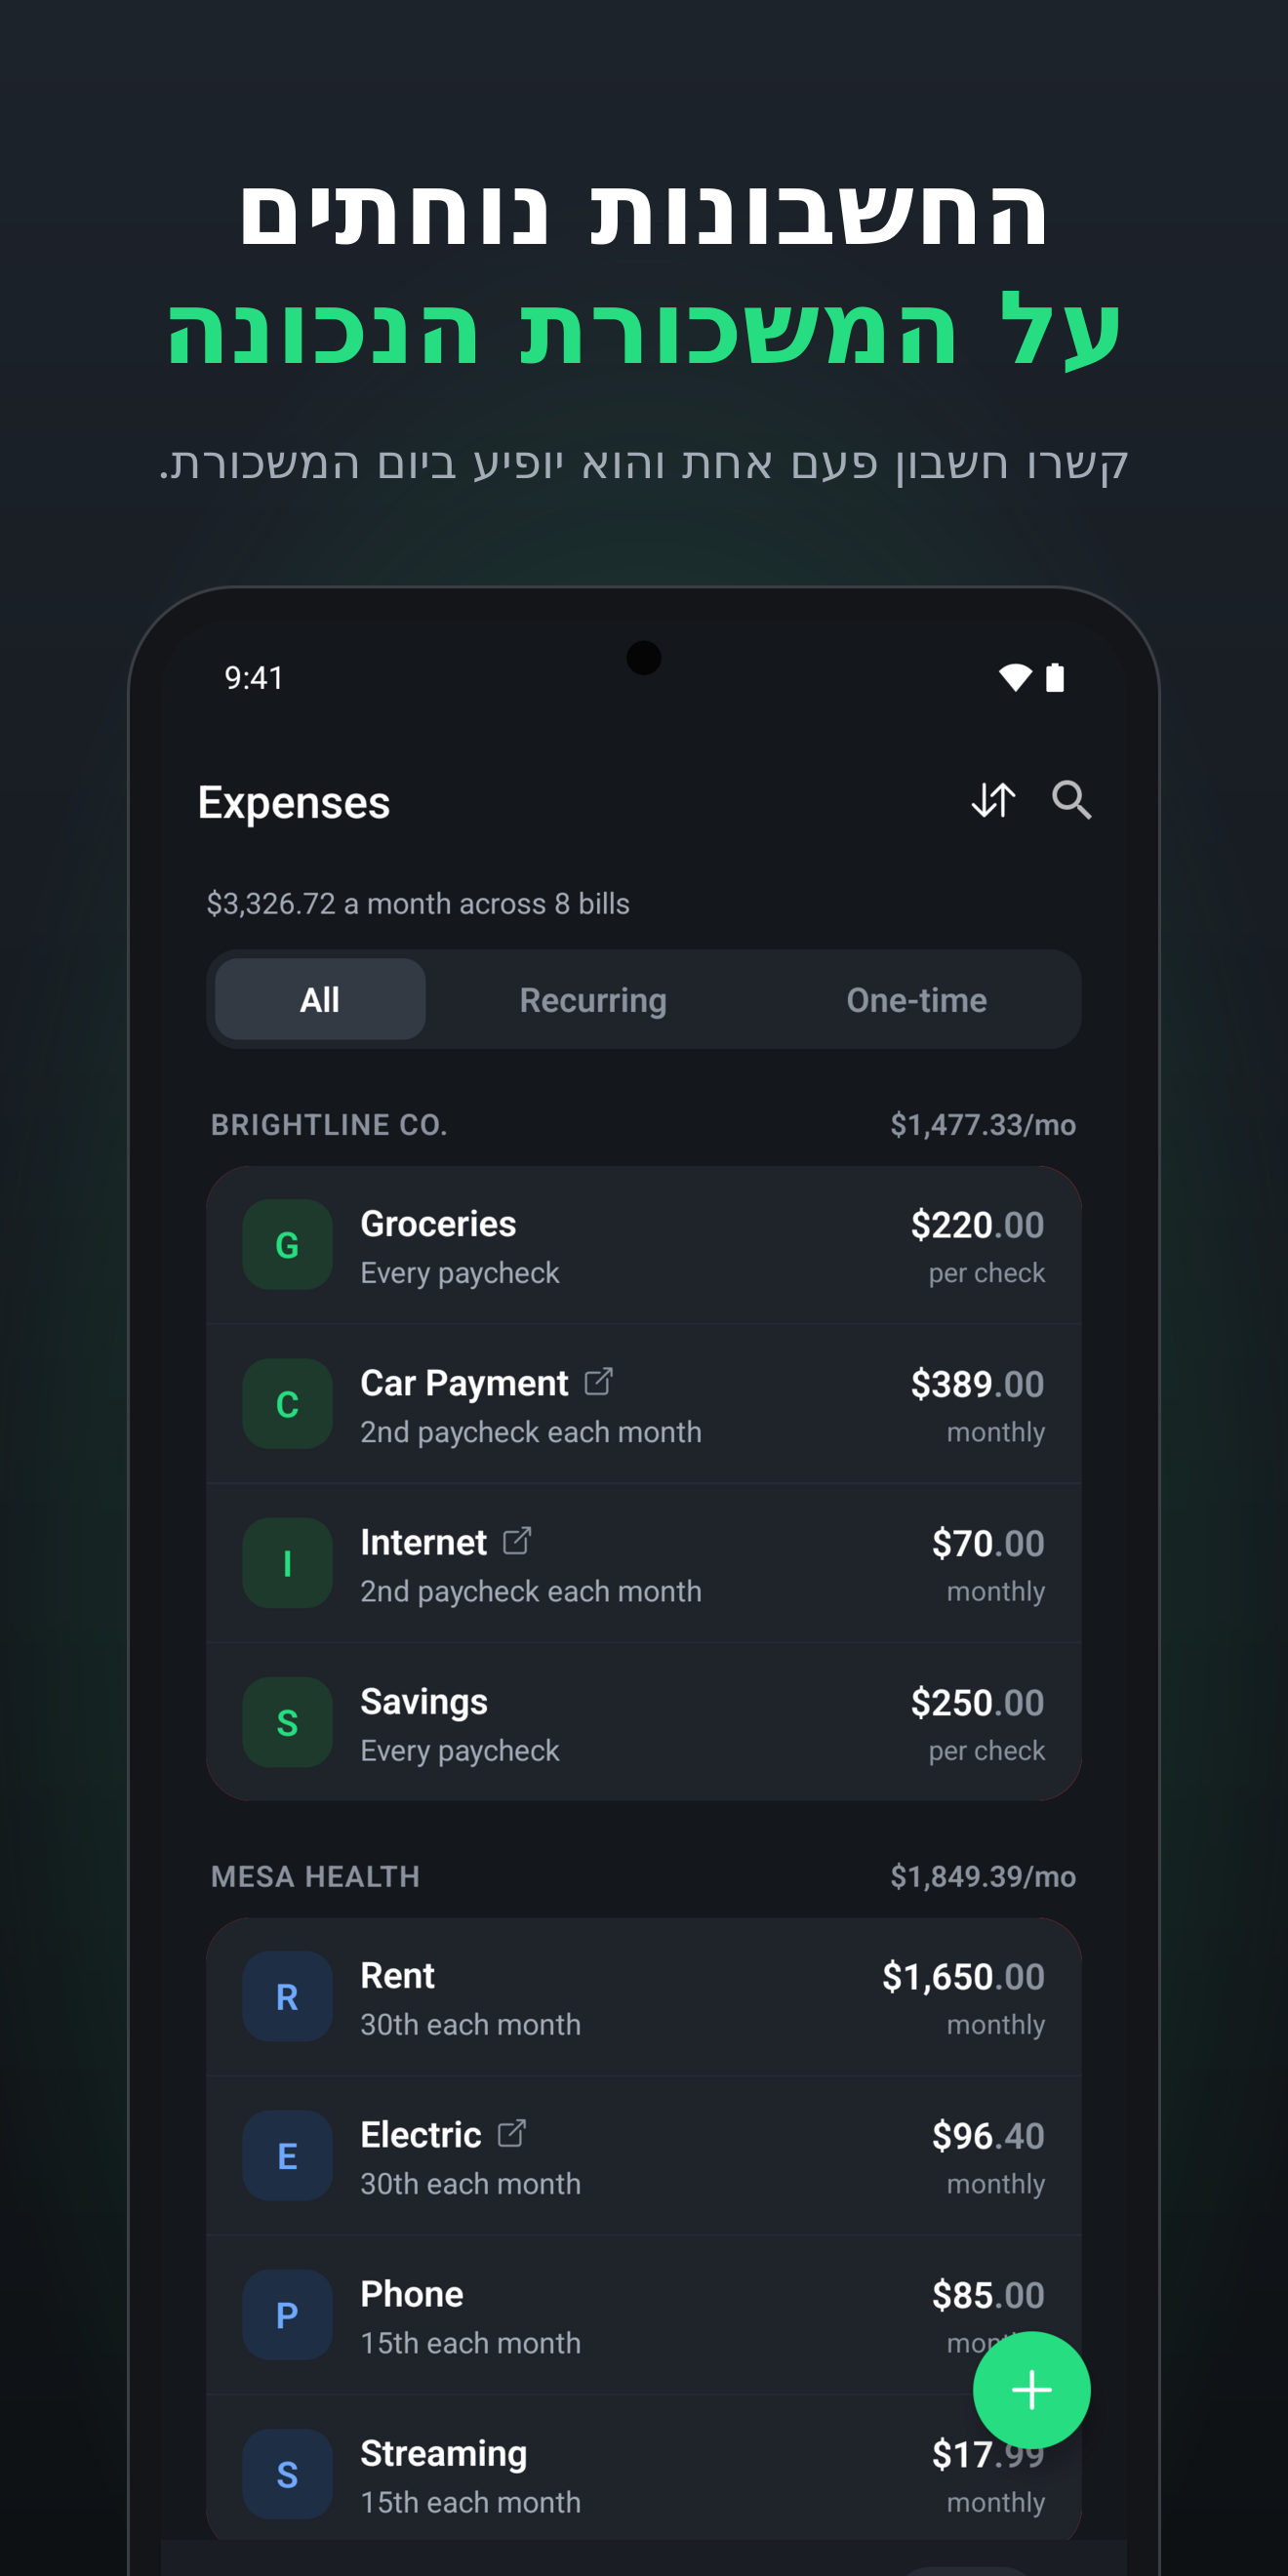 החשבונות נוחתים
על המשכורת הנכונה
קשרו חשבון פעם אחת והוא יופיע ביום המשכורת.
9:41
Expenses
$3,326.72 a month across 8 bills
All Recurring One-time
BRIGHTLINE CO. $1,477.33/mo
G Groceries $220.00
Every paycheck per check
C Car Payment $389.00
2nd paycheck each month monthly
I Internet $70.00
2nd paycheck each month monthly
S Savings $250.00
Every paycheck per check
MESA HEALTH $1,849.39/mo
R Rent $1,650.00
30th each month monthly
E Electric $96.40
30th each month monthly
P Phone $85.00
15th each month
S Streaming $17.99
15th each month monthly